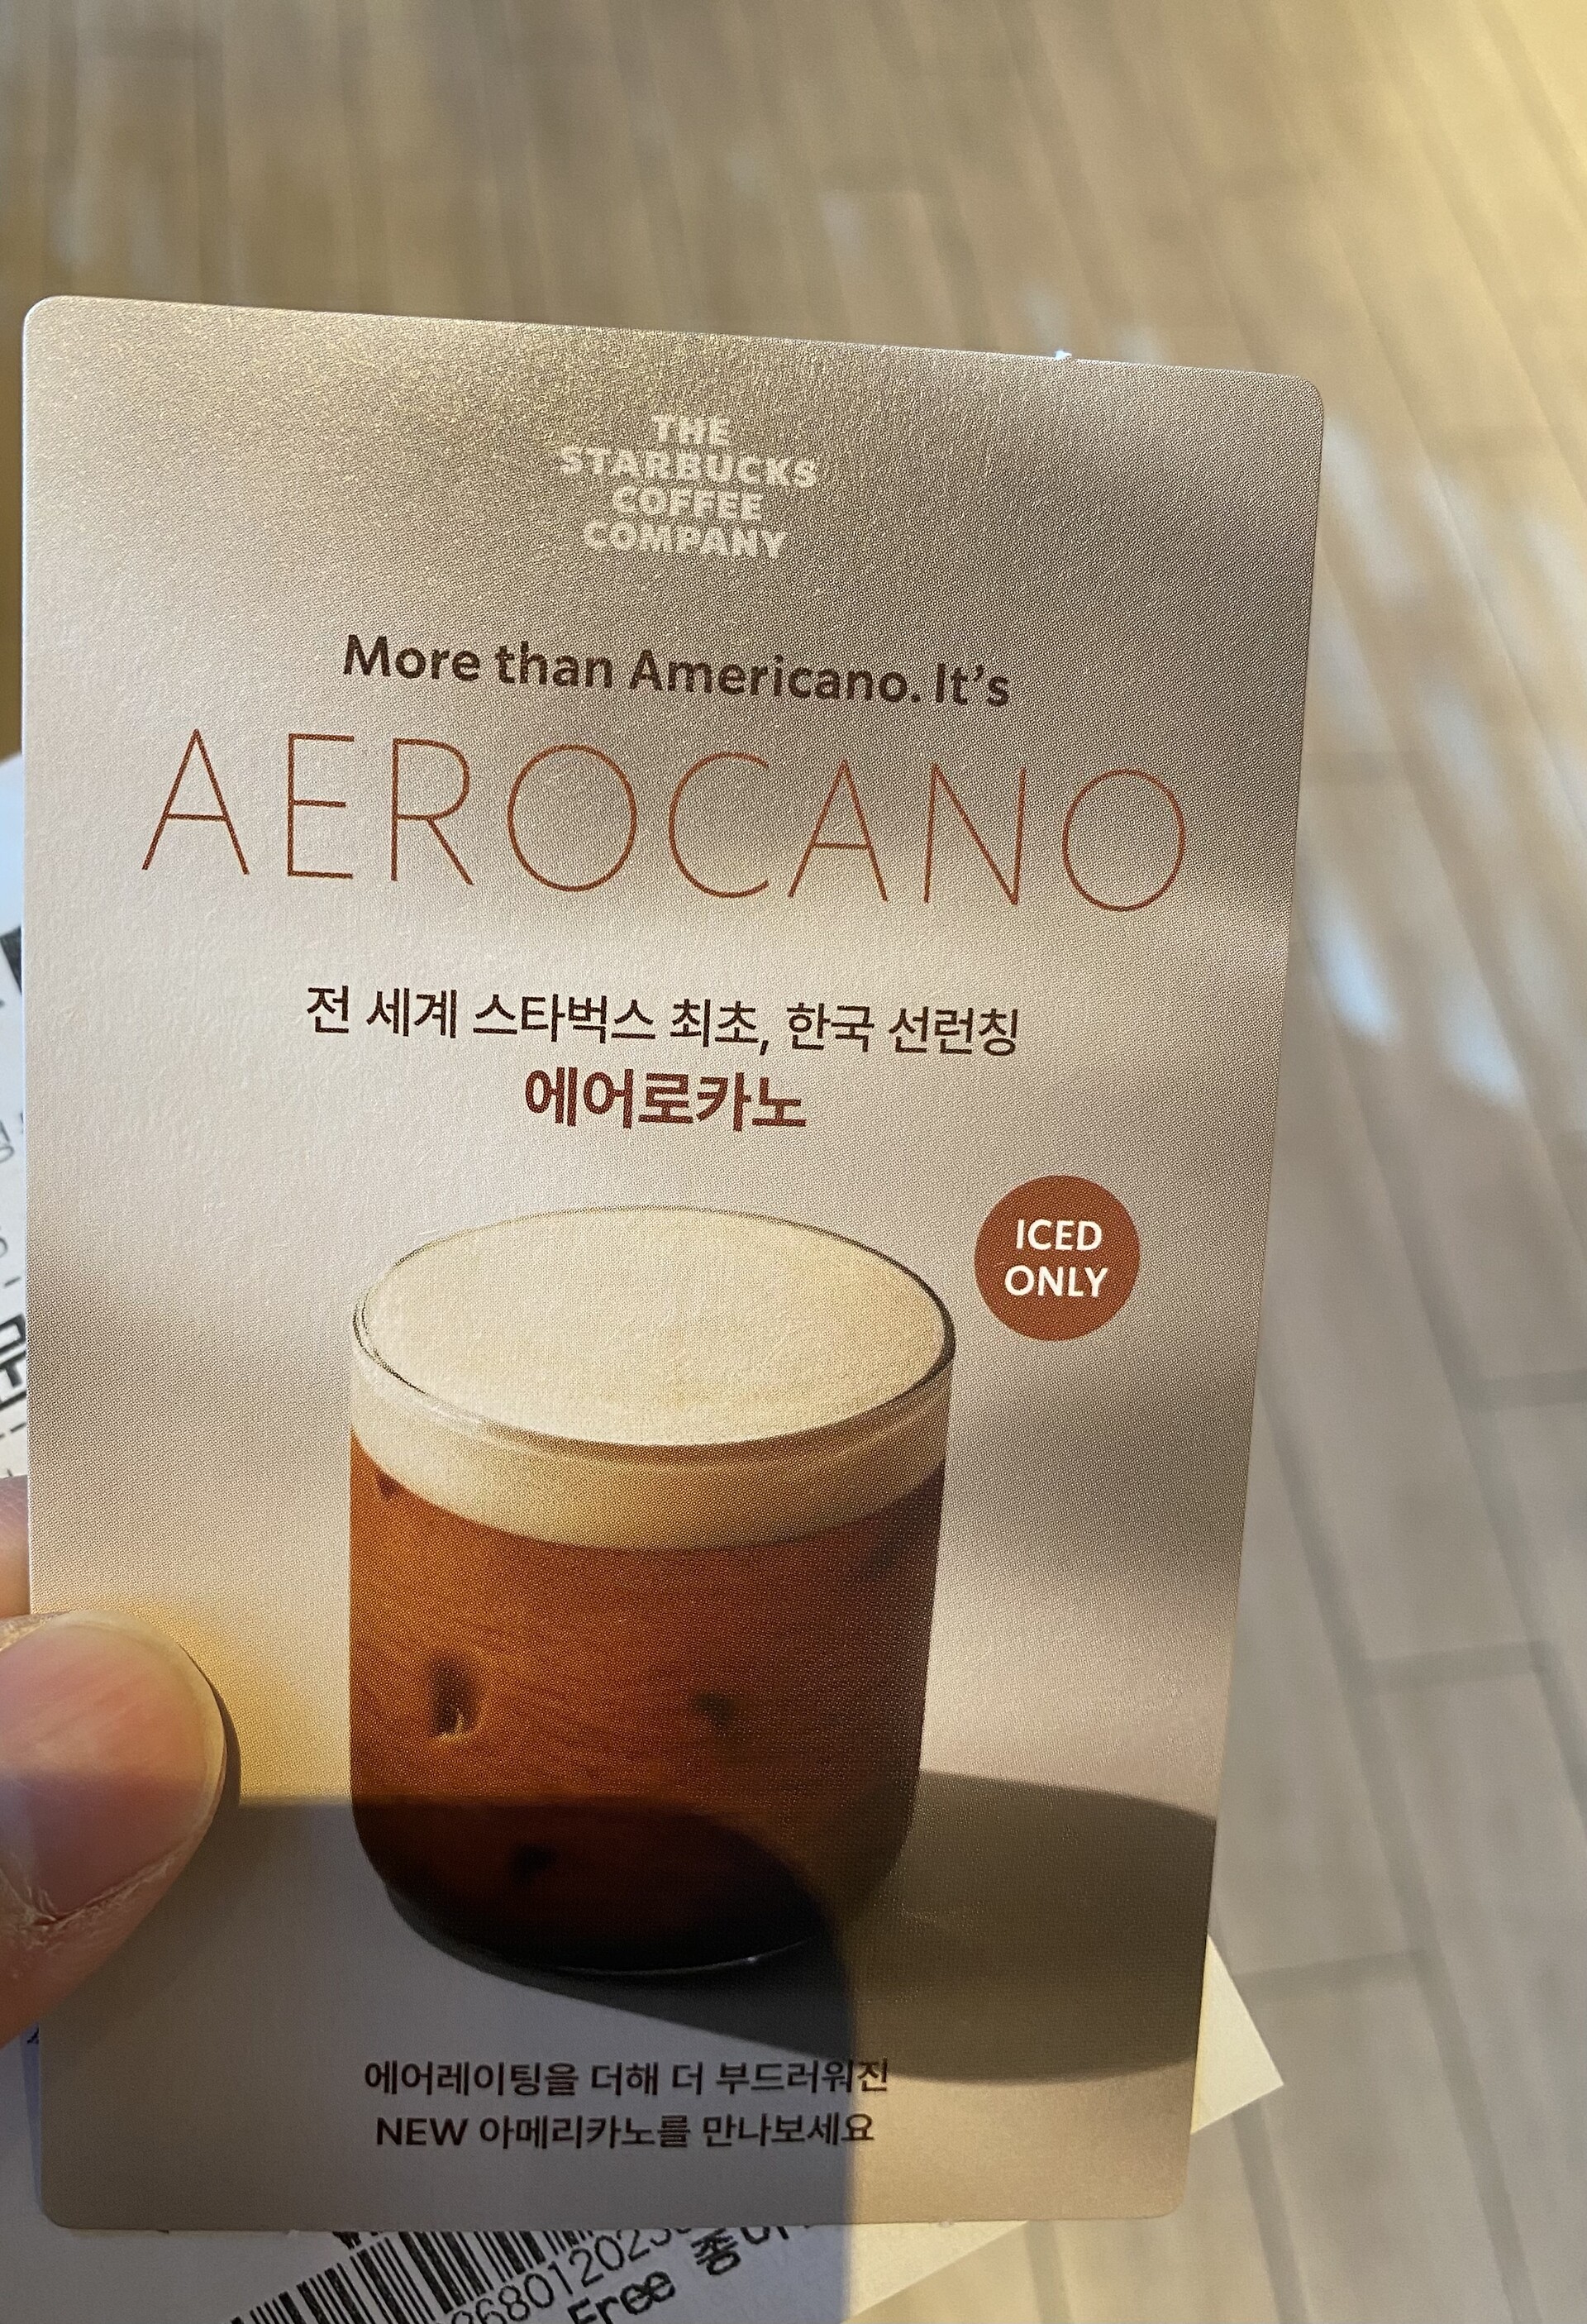 THE
STARBUCKS
COFFEE
COMPANY
More than Americano. It's
AEROCANO
전 세계 스타벅스 최초, 한국 선런칭
에어로카노
ICED
ONLY
에어레이팅을 더해 더 부드러워진
NEW 아메리카노를 만나보세요
Free